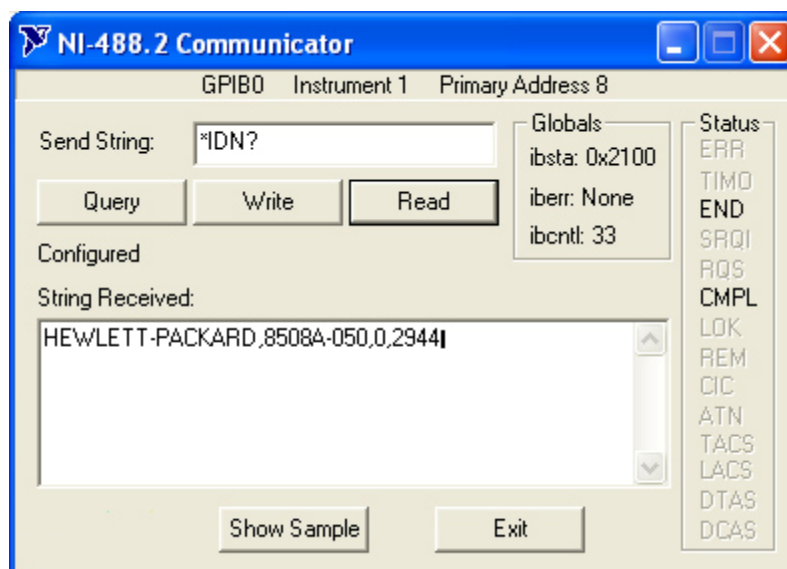 NI-488.2 Communicator
GPIB0 Instrument 1 Primary Address 8
Send String: *IDN?
Query Write Read
Configured
Globals
ibsta: 0x2100
iberr: None
ibcntl: 33
String Received:
HEWLETT-PACKARD,8508A-050,0,2944
Show Sample Exit
Status
ERR
TIMO
END
SRQI
RQS
CMPL
LOK
REM
CIC
ATN
TACS
LACS
DTAS
DCAS